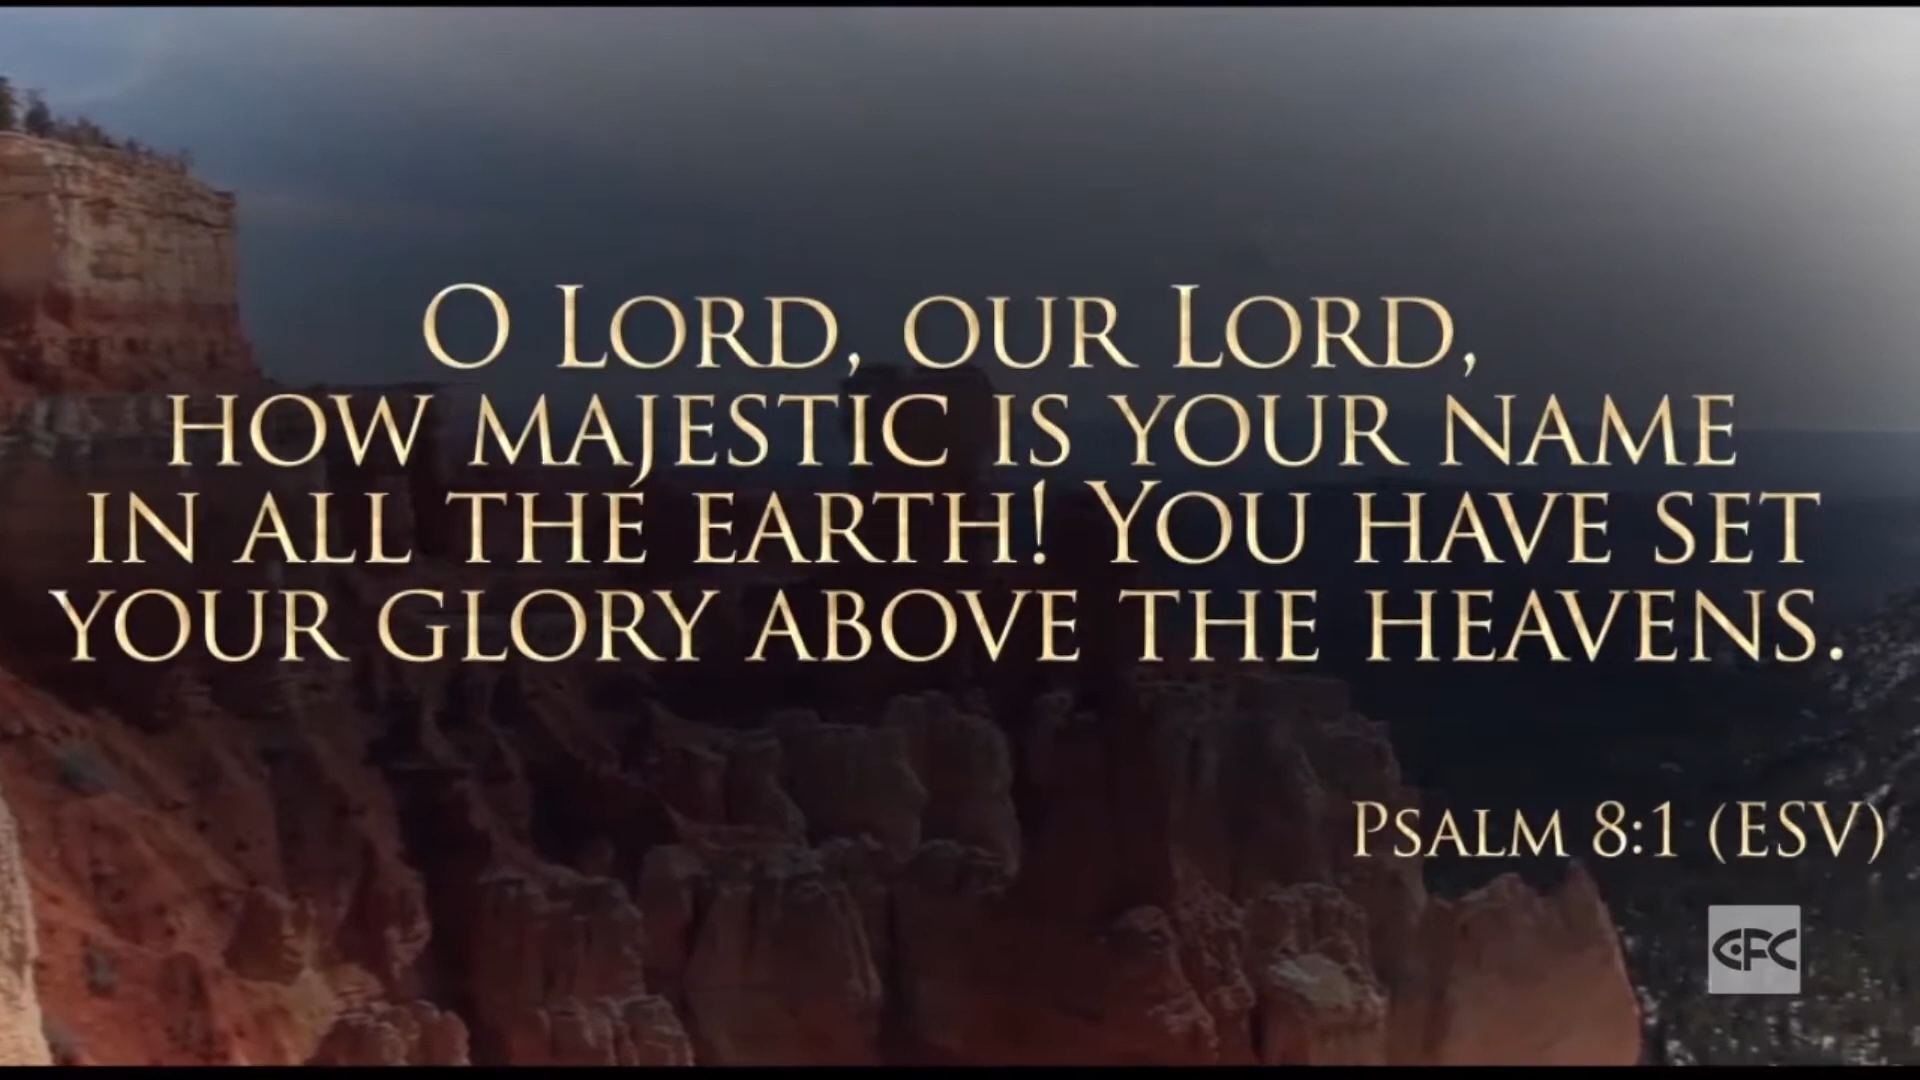 O Lord, our Lord,
how majestic is your name
in all the earth! You have set
your glory above the heavens.
Psalm 8:1 (ESV)
CFC